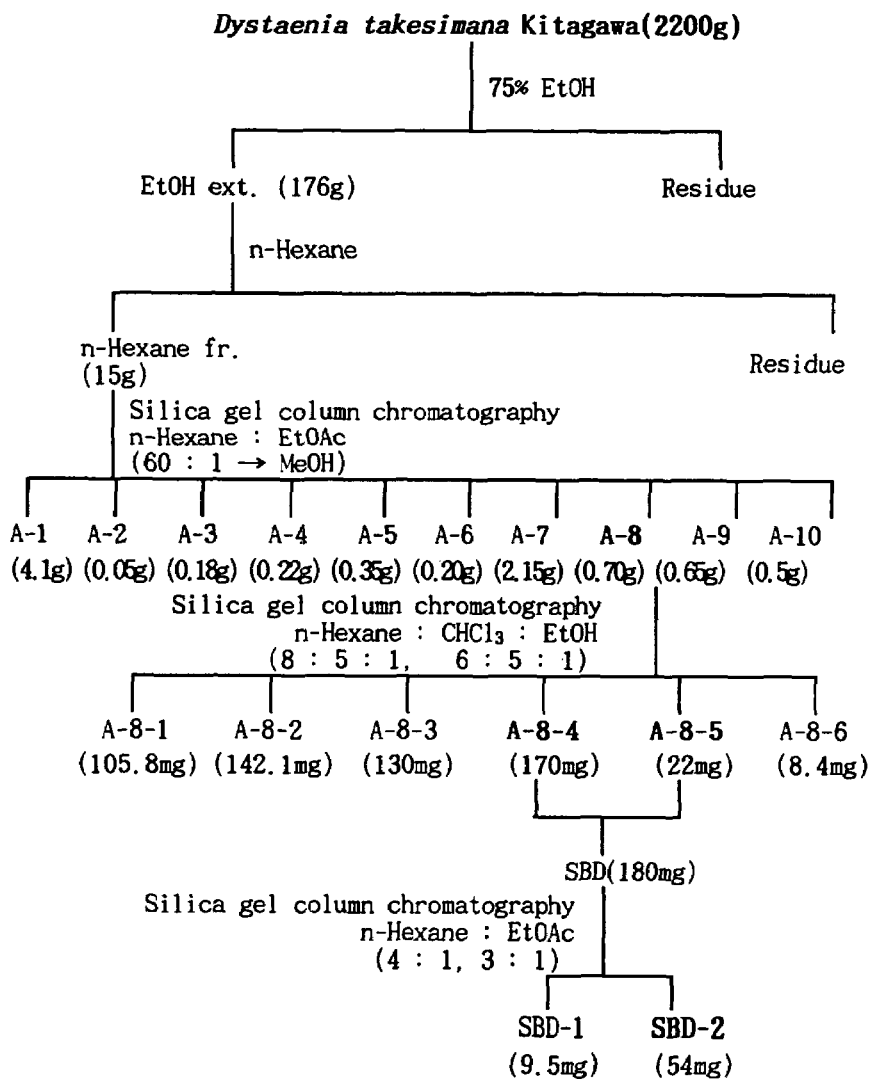 Dystaenia takesimana Kitagawa(2200g)
75% EtOH
EtOH ext. (176g) Residue
n-Hexane
n-Hexane fr. Residue
(15g)
Silica gel column chromatography
n-Hexane : EtOAc
(60 : 1 → MeOH)
A-1 A-2 A-3 A-4 A-5 A-6 A-7 A-8 A-9 A-10
(4.1g) (0.05g) (0.18g) (0.22g) (0.35g) (0.20g) (2.15g) (0.70g) (0.65g) (0.5g)
Silica gel column chromatography
n-Hexane : CHCl₃ : EtOH
(8 : 5 : 1, 6 : 5 : 1)
A-8-1 A-8-2 A-8-3 A-8-4 A-8-5 A-8-6
(105.8mg) (142.1mg) (130mg) (170mg) (22mg) (8.4mg)
SBD(180mg)
Silica gel column chromatography
n-Hexane : EtOAc
(4 : 1, 3 : 1)
SBD-1 SBD-2
(9.5mg) (54mg)